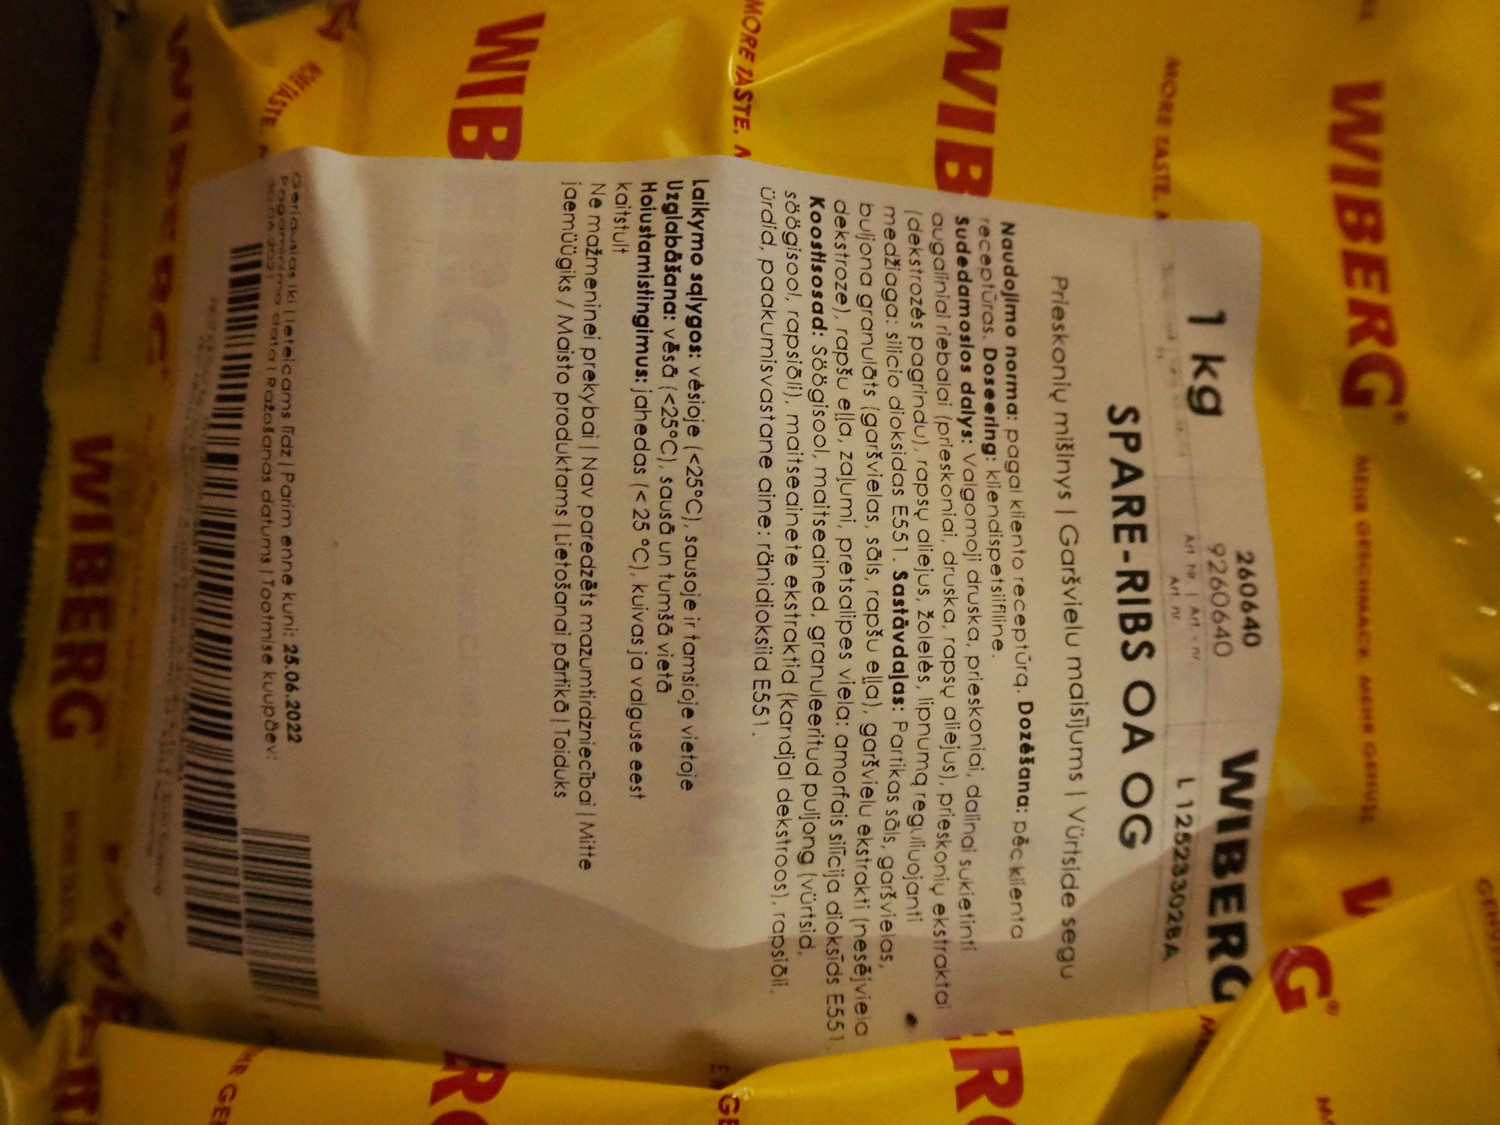 WIBERG
1 kg
260640
9260640
Art. Nr. | Art. nr
Art. nr.
L 1252330 2BA
SPARE-RIBS OA OG
Prieskonių mišinys | Garšvielu maisījums | Vürtside segu
Naudojimo norma: pagal kliento receptūrą. Dozēšana: pēc klienta
receptūras. Doseering: kliendispetsiifiline.
Sudedamosios dalys: Valgomoji druska, prieskoniai, dalinai sukietinti
augaliniai riebalai (prieskoniai, druska, rapsų aliejus), prieskonių ekstraktai
(dekstrozės pagrindu), rapsų aliejus, žolelės, lipnumą reguliuojanti
medžiaga: silicio dioksidas E551. Sastāvdaļas: Pārtikas sāls, garšvielas,
buljona granulāts (garšvielas, sāls, rapšu eļļa), garšvielu ekstrakti (nesējviela
dekstroze), rapšu eļļa, zaļumi, pretsalipes viela: amorfais silīcija dioksīds E551.
Koostisosad: Söögisool, maitseained, granuleeritud puljong (vürtsid,
söögisool, rapsiõli), maitseainete ekstraktid (kandjal dekstroos), rapsiõli,
ürdid, paakumisvastane aine: ränidioksiid E551.
Laikymo sąlygos: vėsioje (<25°C), sausoje ir tamsioje vietoje
Uzglabāšana: vēsā (<25°C), sausā un tumšā vietā
Hoiustamistingimus: jahedas (< 25 °C), kuivas ja valguse eest
kaitstult
Ne mažmeninei prekybai | Nav paredzēts mazumtirdzniecībai | Mitte
jaemüügiks / Maisto produktams | Lietošanai pārtikā | Toiduks
Geriausias iki | Ieteicams līdz | Parim enne kuni: 25.06.2022
Pagaminimo data | Ražošanas datums | Tootmise kuupäev:
WIBERG
MORE TASTE.
MEHR GESCHMACK. MEHR
WIBERG
WIBERG